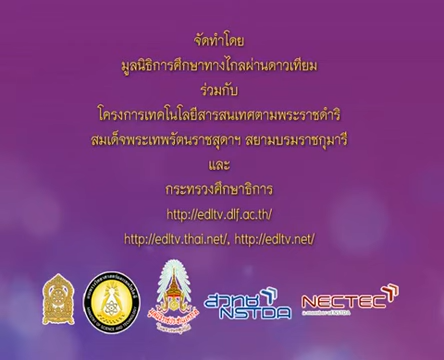 จัดทำโดย
มูลนิธิการศึกษาทางไกลผ่านดาวเทียม
ร่วมกับ
โครงการเทคโนโลยีสารสนเทศตามพระราชดำริ
สมเด็จพระเทพรัตนราชสุดาฯ สยามบรมราชกุมารี
และ
กระทรวงศึกษาธิการ
http://edltv.dlf.ac.th/
http://edltv.thai.net/, http://edltv.net/
สวทช NECTEC
NSTDA a member of NSTDA